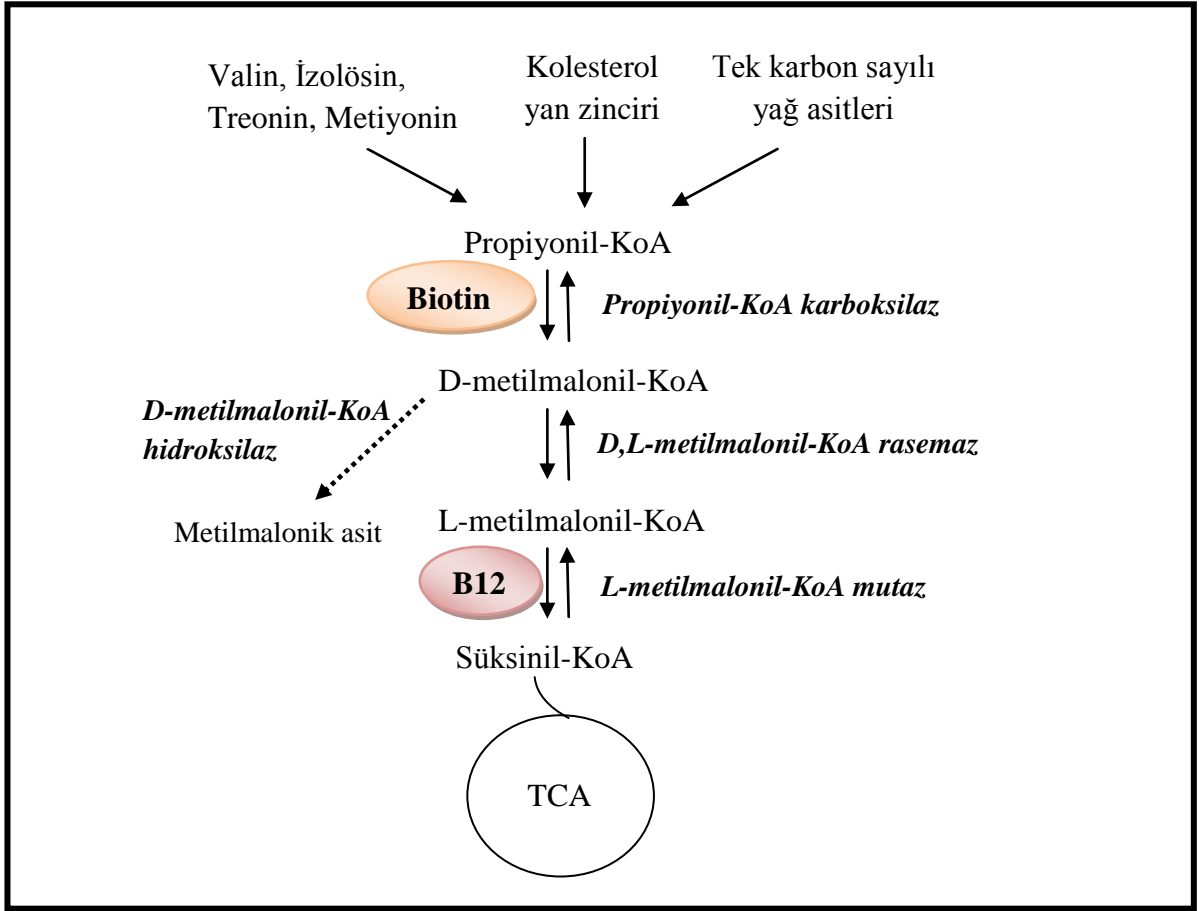 Valin, İzolösin,
Treonin, Metiyonin
Kolesterol
yan zinciri
Tek karbon sayılı
yağ asitleri
Propiyonil-KoA
Biotin
Propiyonil-KoA karboksilaz
D-metilmalonil-KoA
D-metilmalonil-KoA
hidroksilaz
D,L-metilmalonil-KoA rasemaz
Metilmalonik asit
L-metilmalonil-KoA
B12
L-metilmalonil-KoA mutaz
Süksinil-KoA
TCA